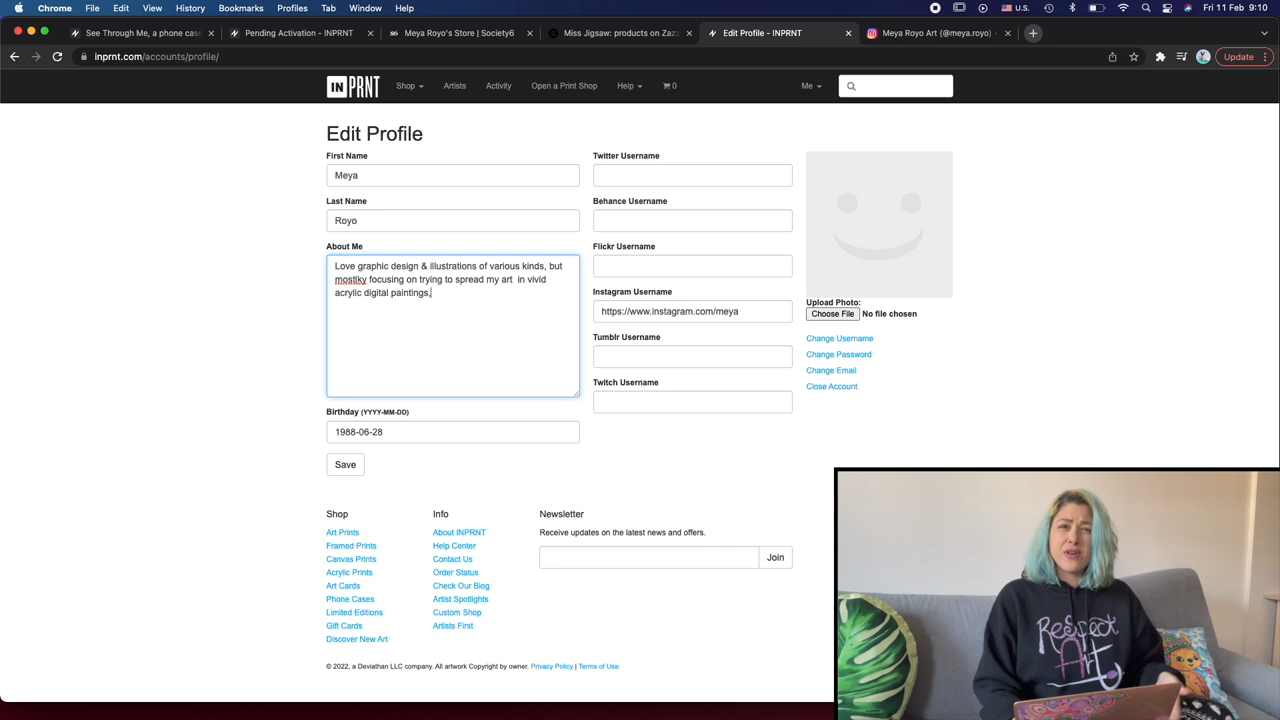 Chrome File Edit View History Bookmarks Profiles Tab Window Help
See Through Me, a phone case
Pending Activation - INPRNT
Meya Royo's Store | Society6
Miss Jigsaw: products on Zazz
Edit Profile - INPRNT
Meya Royo Art (@meya.royo)
inprnt.com/accounts/profile/
Update
INPRNT
Shop
Artists
Activity
Open a Print Shop
Help
0
Me
Edit Profile
First Name
Meya
Last Name
Royo
About Me
Love graphic design & illustrations of various kinds, but
mostlky focusing on trying to spread my art in vivid
acrylic digital paintings.
Birthday (YYYY-MM-DD)
1988-06-28
Save
Twitter Username
Behance Username
Flickr Username
Instagram Username
https://www.instagram.com/meya
Tumblr Username
Twitch Username
Upload Photo:
Choose File No file chosen
Change Username
Change Password
Change Email
Close Account
Shop
Art Prints
Framed Prints
Canvas Prints
Acrylic Prints
Art Cards
Phone Cases
Limited Editions
Gift Cards
Discover New Art
Info
About INPRNT
Help Center
Contact Us
Order Status
Check Our Blog
Artist Spotlights
Custom Shop
Artists First
Newsletter
Receive updates on the latest news and offers.
Join
© 2022, a Deviathan LLC company. All artwork Copyright by owner. Privacy Policy | Terms of Use
Respect
Art